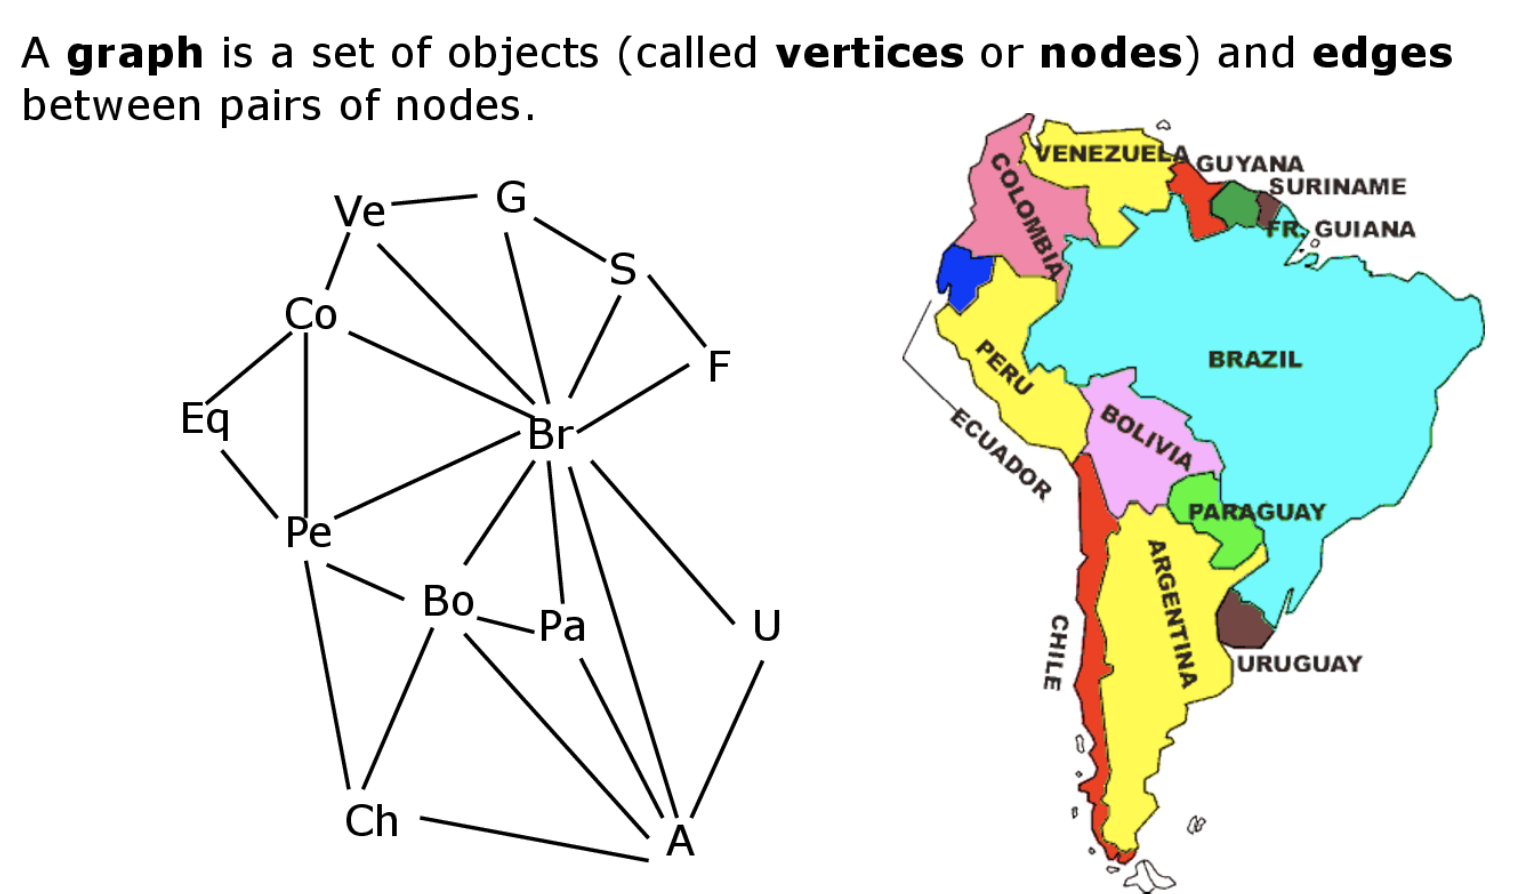 A graph is a set of objects (called vertices or nodes) and edges
between pairs of nodes.
Ve
G
S
Co
F
Eq
Br
Pe
Bo
Pa
U
Ch
A
VENEZUELA
COLOMBIA
GUYANA
SURINAME
FR. GUIANA
BRAZIL
PERU
ECUADOR
BOLIVIA
PARAGUAY
ARGENTINA
CHILE
URUGUAY